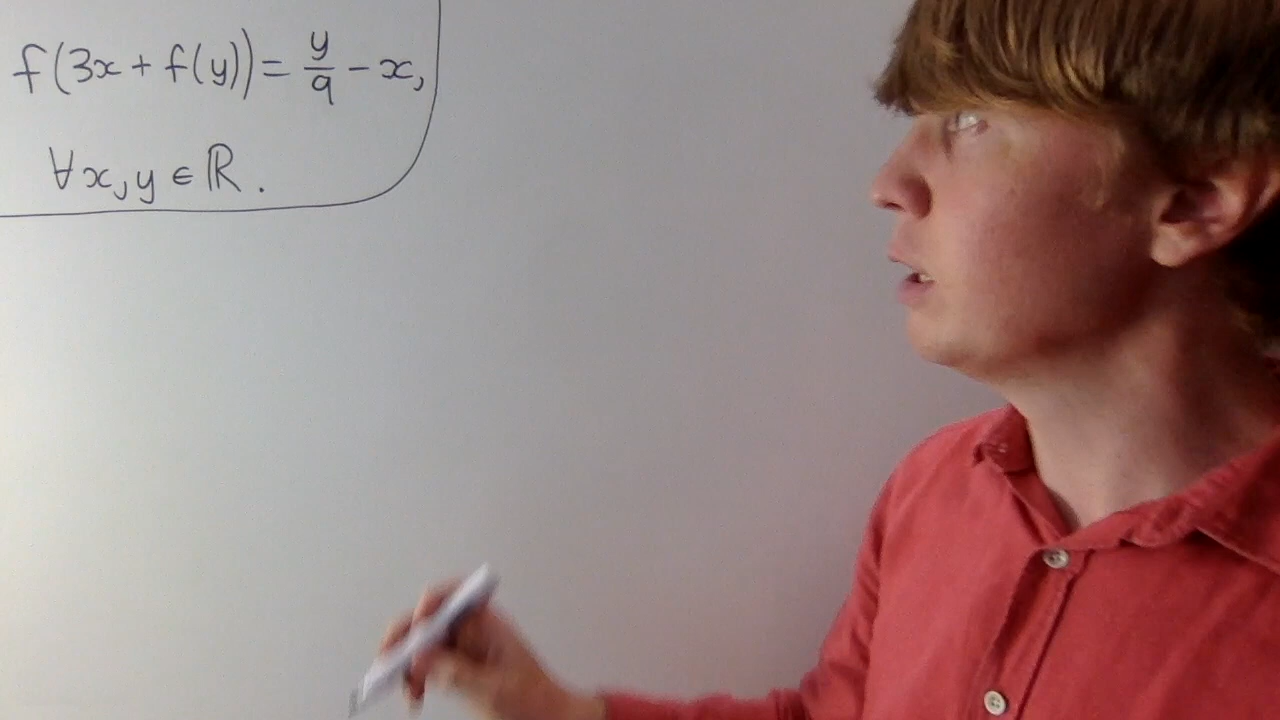 f(3x + f(y)) = y/9 - x,
∀x, y ∈ ℝ.